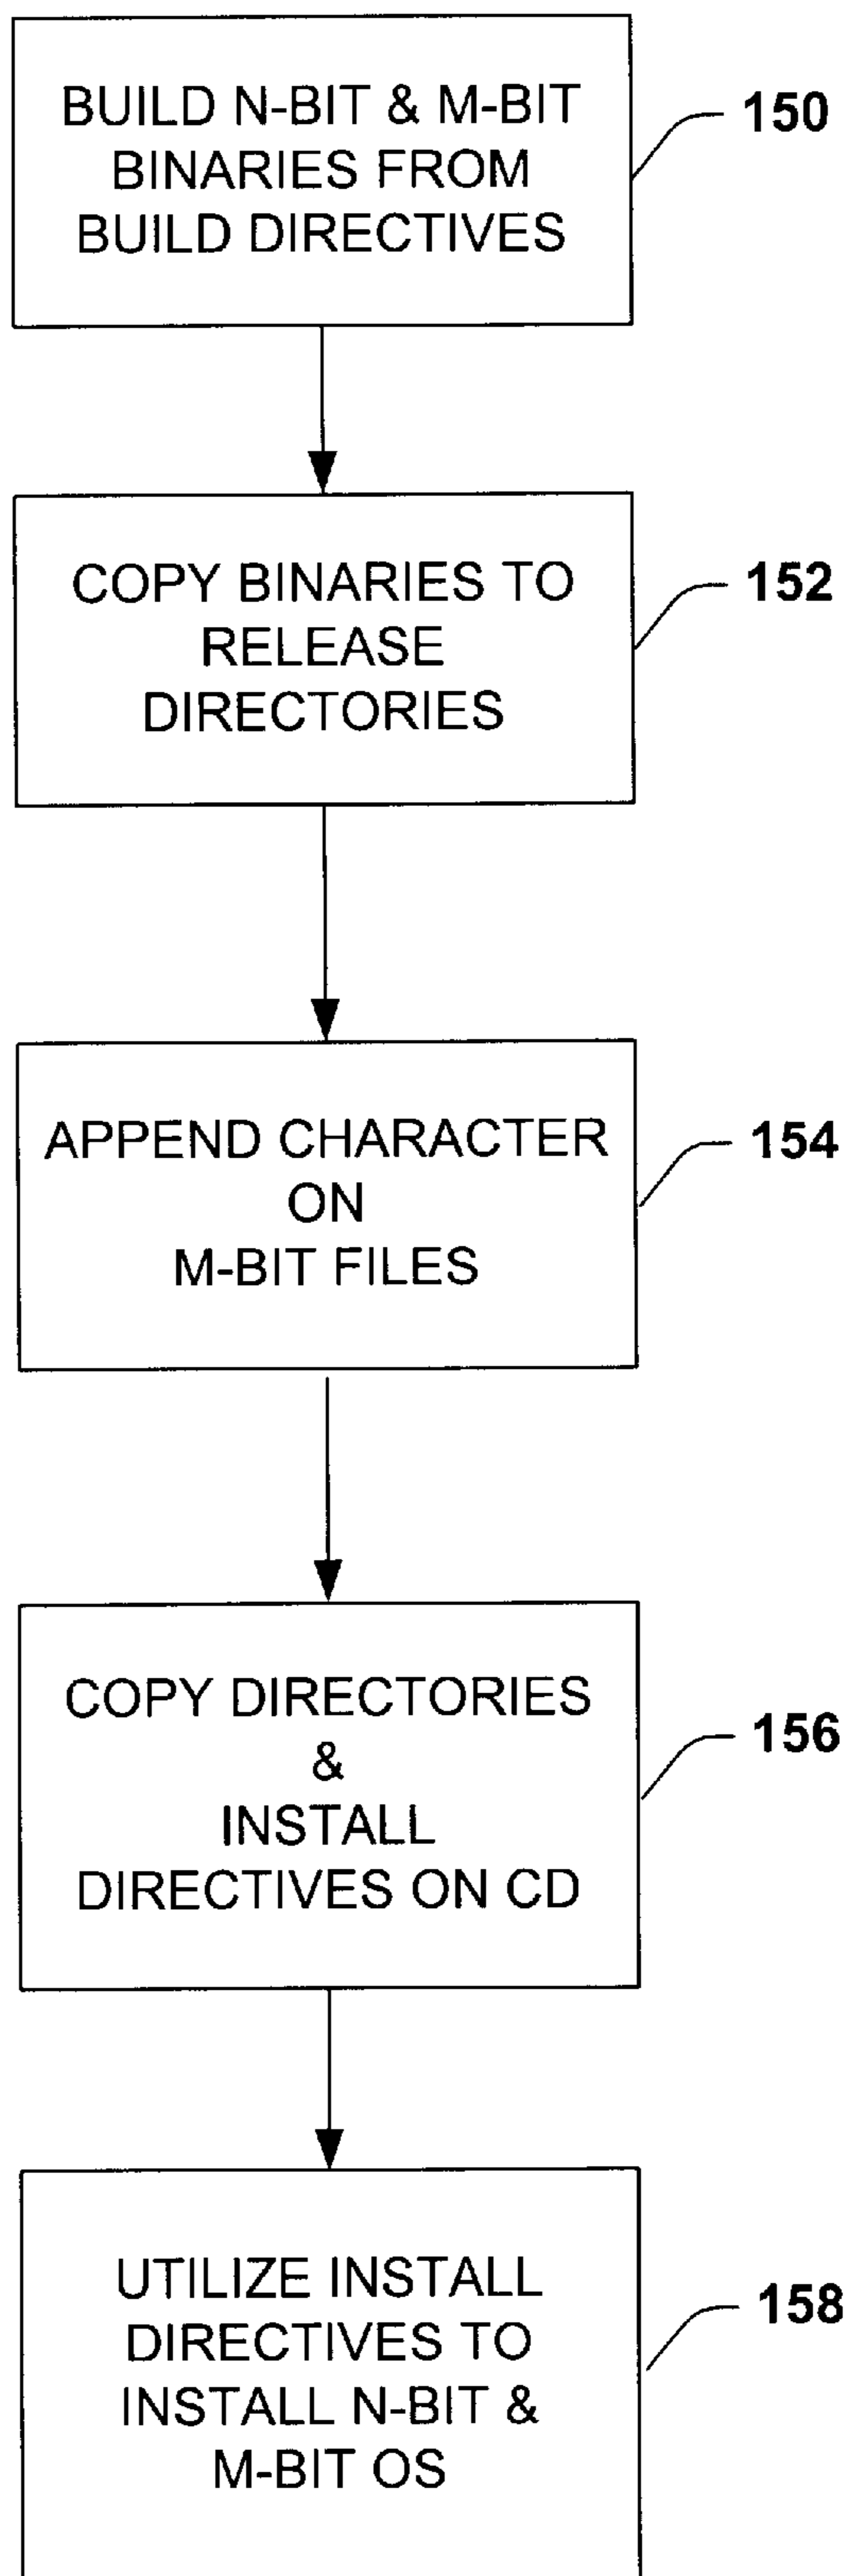 BUILD N-BIT & M-BIT
BINARIES FROM
BUILD DIRECTIVES
150
COPY BINARIES TO
RELEASE
DIRECTORIES
152
APPEND CHARACTER
ON
M-BIT FILES
154
COPY DIRECTORIES
&
INSTALL
DIRECTIVES ON CD
156
UTILIZE INSTALL
DIRECTIVES TO
INSTALL N-BIT &
M-BIT OS
158